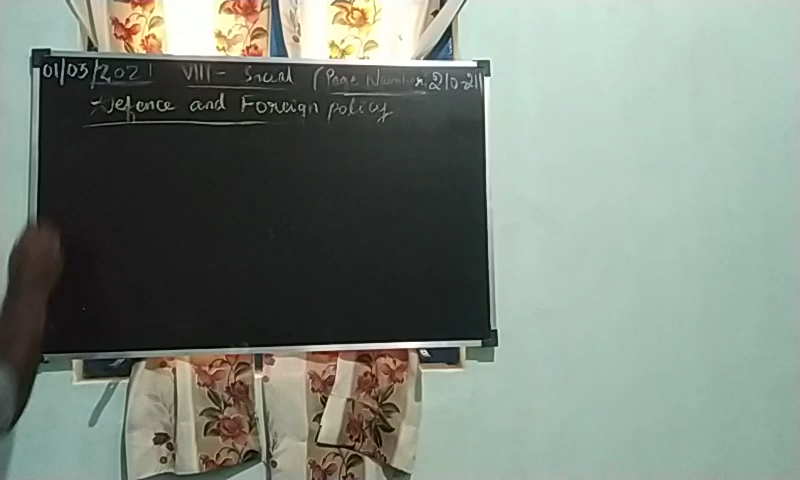 01/03/2021 VIII - Social (Page Number: 210-211
Defence and Foreign policy